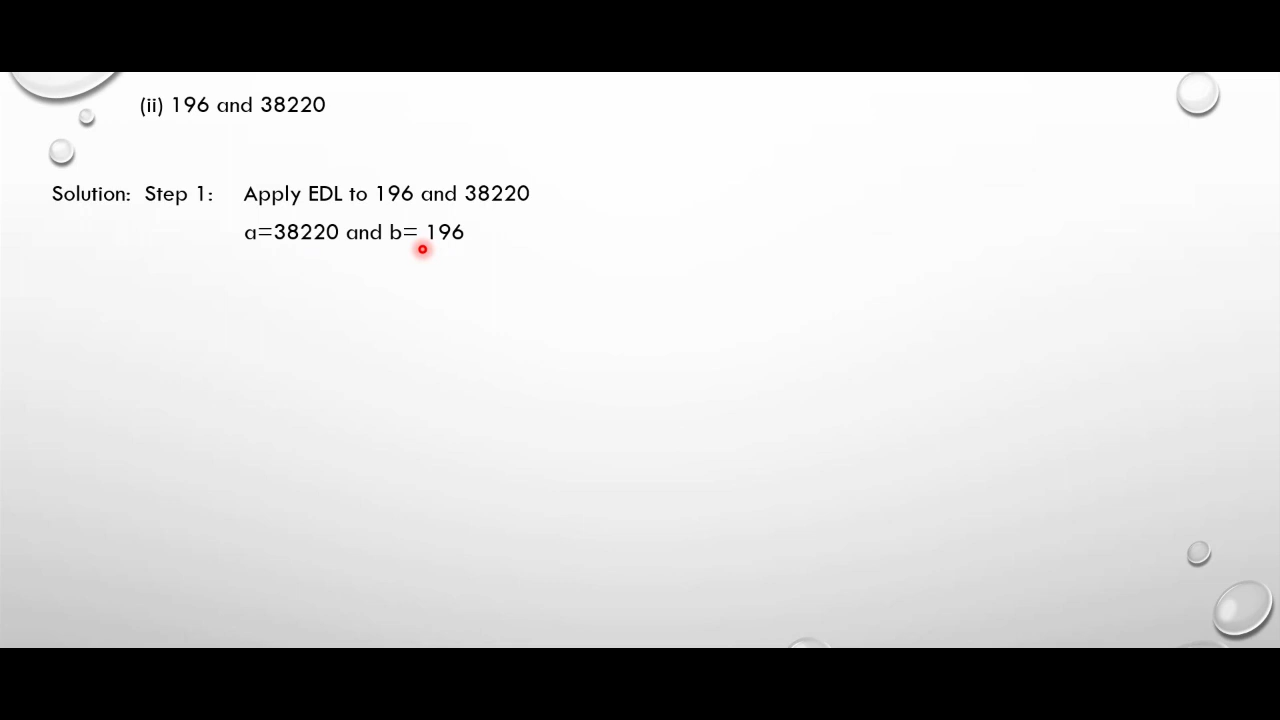 (ii) 196 and 38220
Solution: Step 1: Apply EDL to 196 and 38220
a=38220 and b= 196